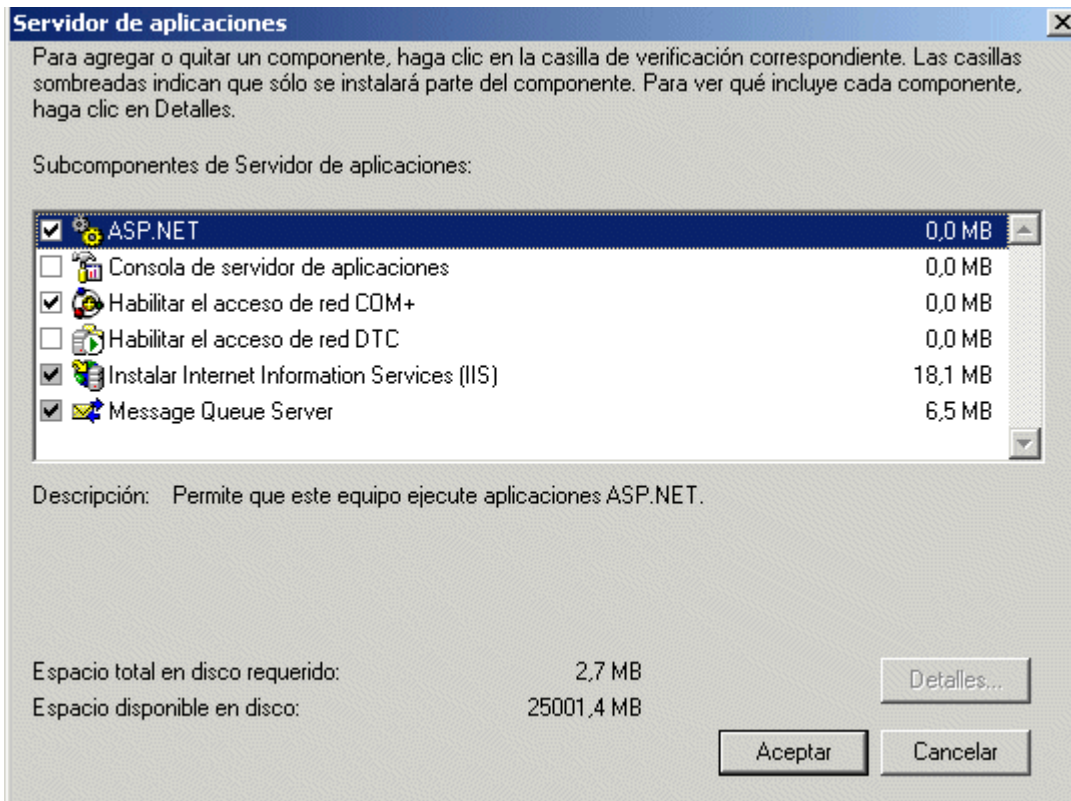 Servidor de aplicaciones
Para agregar o quitar un componente, haga clic en la casilla de verificación correspondiente. Las casillas
sombreadas indican que sólo se instalará parte del componente. Para ver qué incluye cada componente,
haga clic en Detalles.
Subcomponentes de Servidor de aplicaciones:
ASP.NET 0,0 MB
Consola de servidor de aplicaciones 0,0 MB
Habilitar el acceso de red COM+ 0,0 MB
Habilitar el acceso de red DTC 0,0 MB
Instalar Internet Information Services (IIS) 18,1 MB
Message Queue Server 6,5 MB
Descripción: Permite que este equipo ejecute aplicaciones ASP.NET.
Espacio total en disco requerido: 2,7 MB
Detalles...
Espacio disponible en disco: 25001,4 MB
Aceptar Cancelar